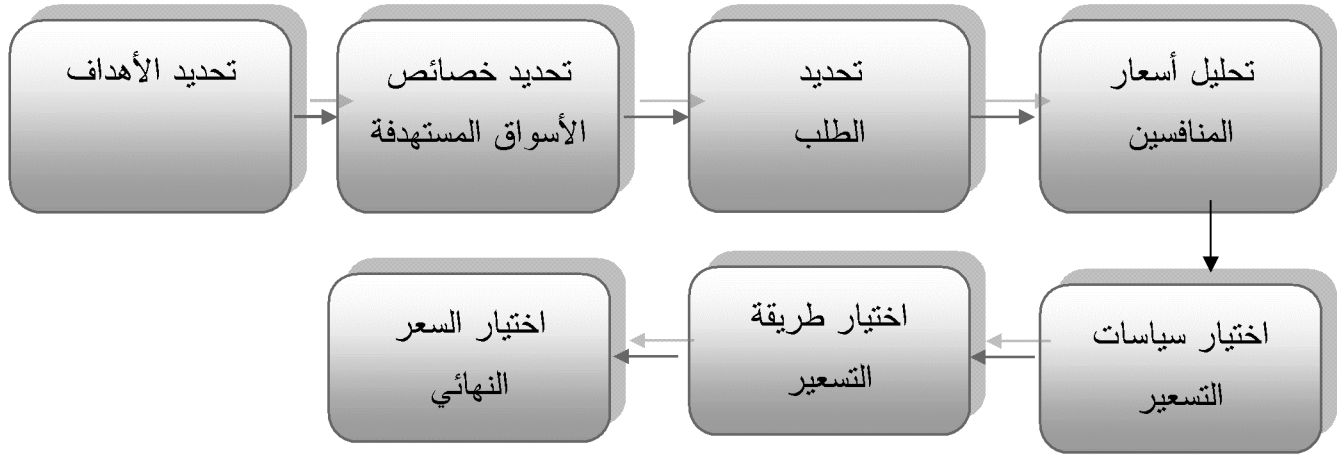 تحديد الأهداف
تحديد خصائص
الأسواق المستهدفة
تحديد
الطلب
تحليل أسعار
المنافسين
اختيار سياسات
التسعير
اختيار طريقة
التسعير
اختيار السعر
النهائي